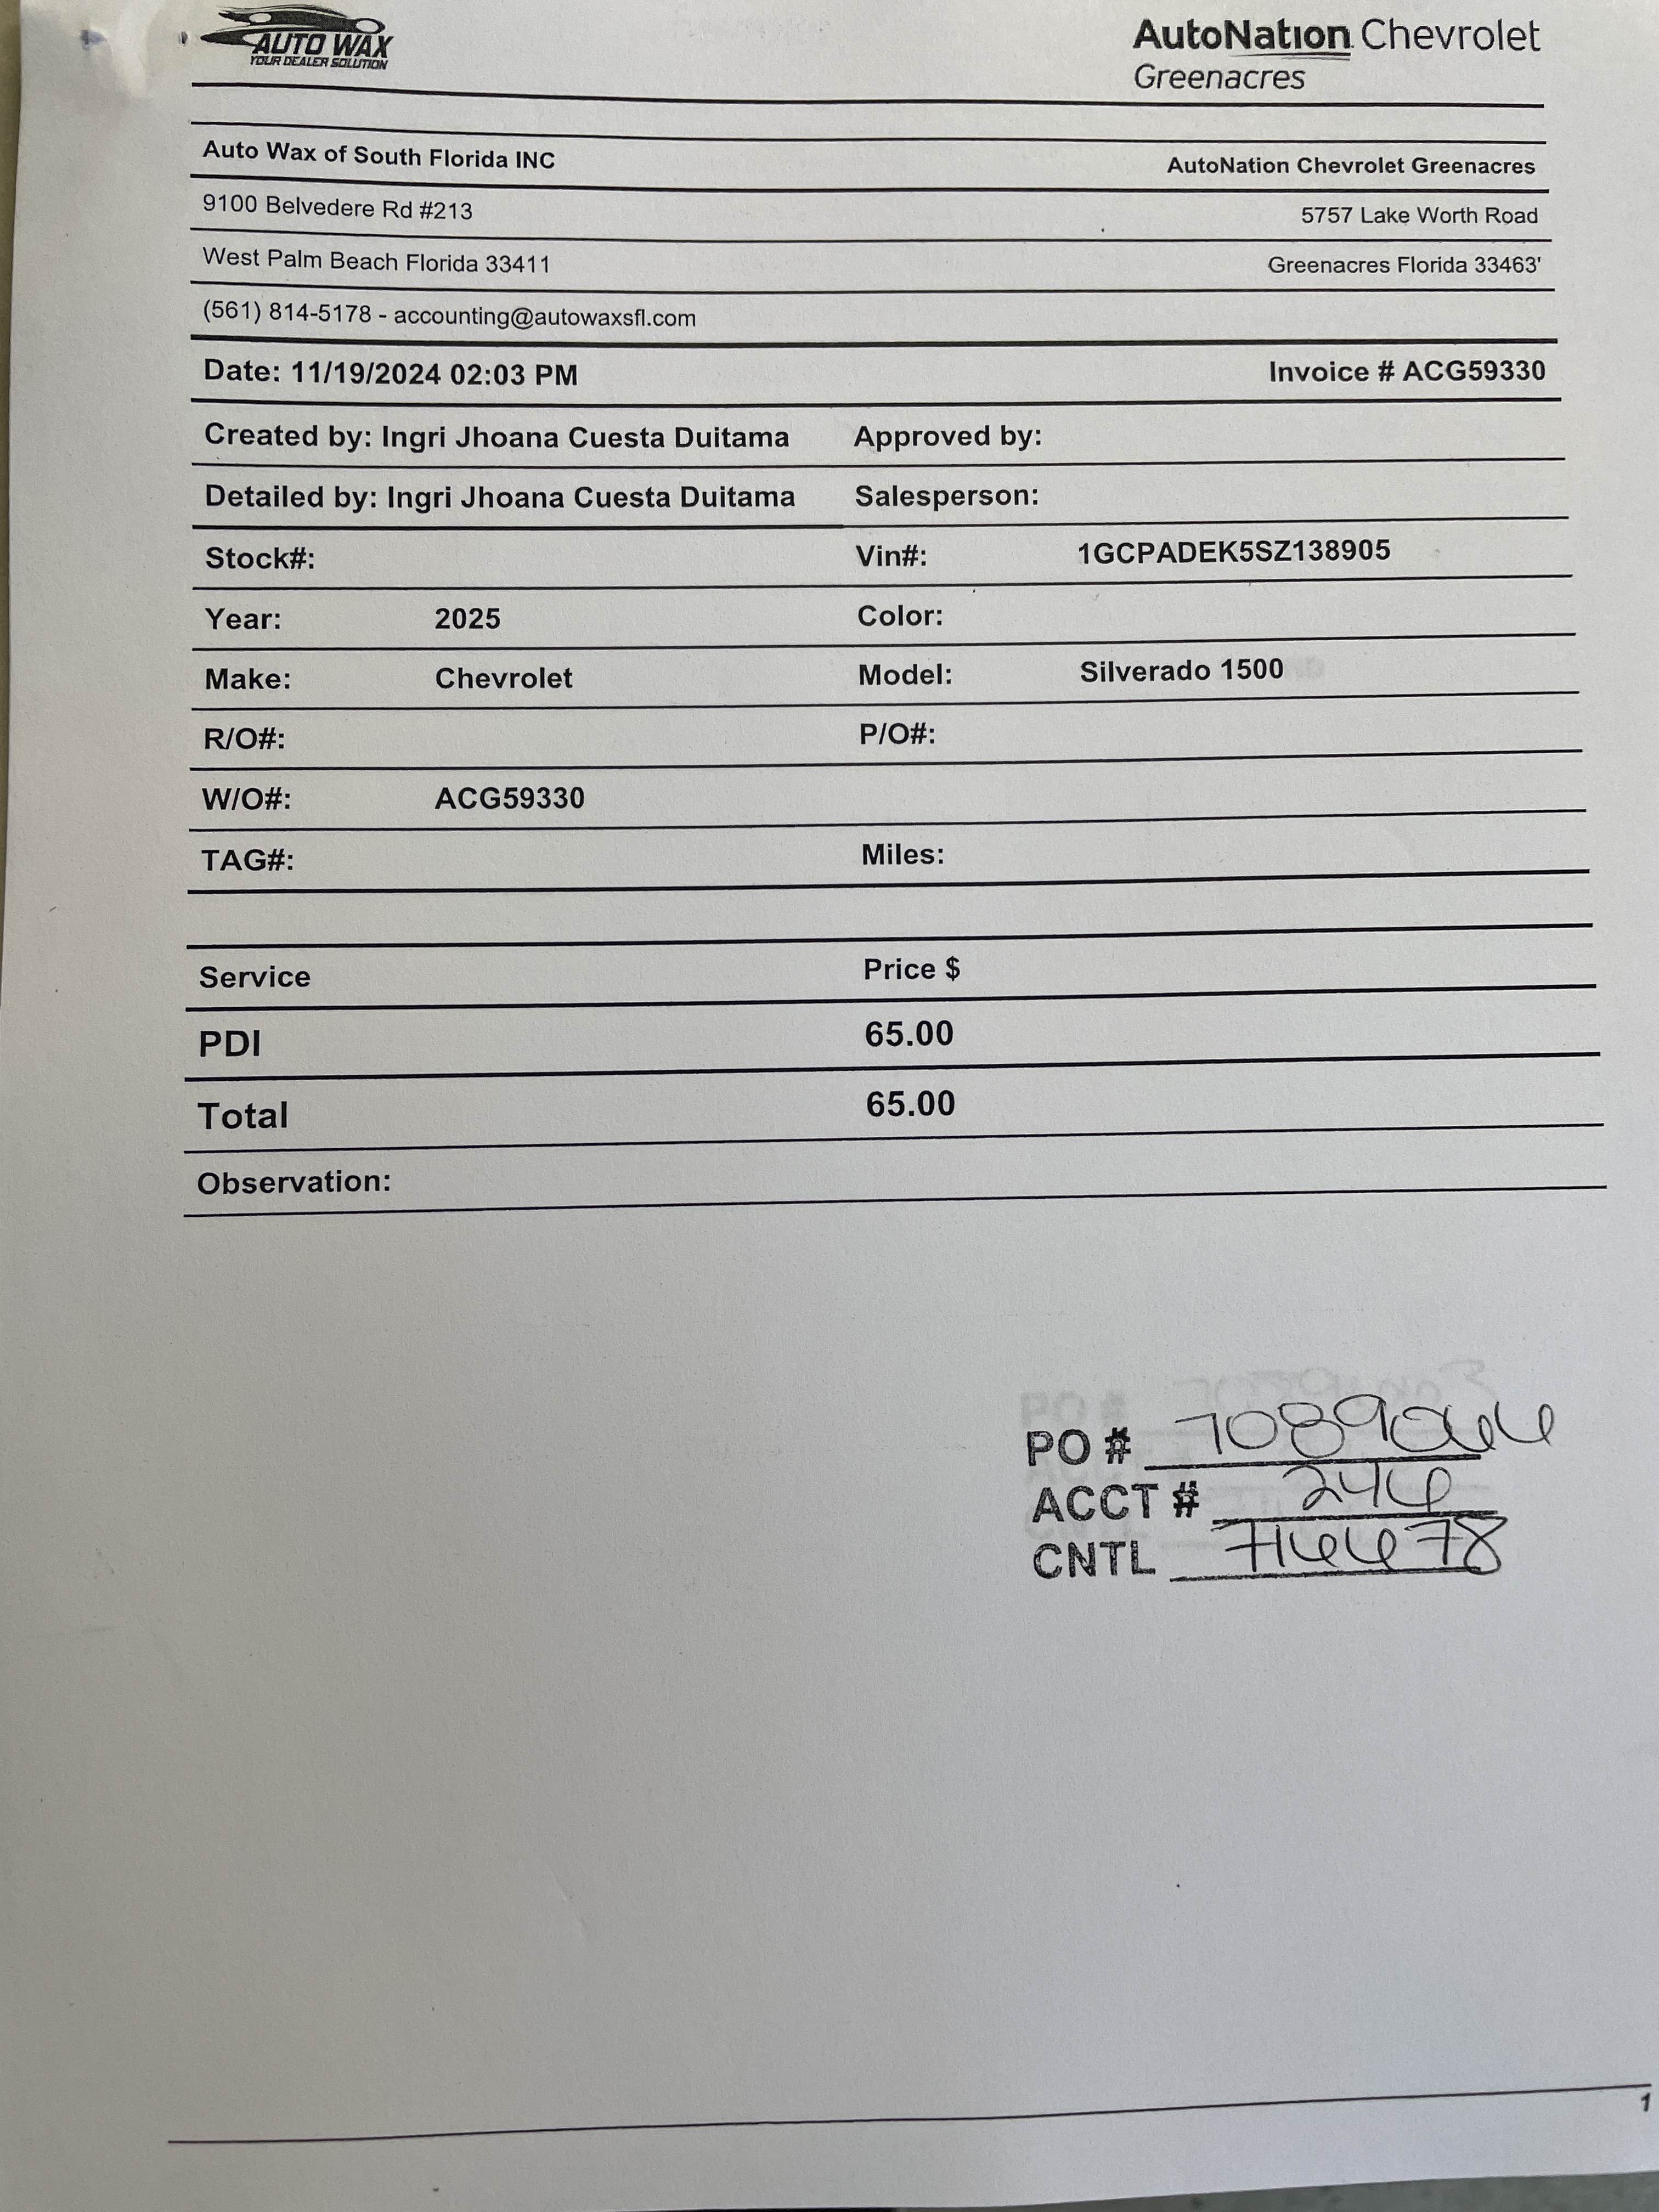 AUTO WAX
YOUR DEALER SOLUTION
AutoNation Chevrolet
Greenacres
Auto Wax of South Florida INC
AutoNation Chevrolet Greenacres
9100 Belvedere Rd #213
5757 Lake Worth Road
West Palm Beach Florida 33411
Greenacres Florida 33463'
(561) 814-5178 - accounting@autowaxsfl.com
Date: 11/19/2024 02:03 PM
Invoice # ACG59330
Created by: Ingri Jhoana Cuesta Duitama
Approved by:
Detailed by: Ingri Jhoana Cuesta Duitama
Salesperson:
Stock#:
Vin#: 1GCPADEK5SZ138905
Year: 2025
Color:
Make: Chevrolet
Model: Silverado 1500
R/O#:
P/O#:
W/O#: ACG59330
TAG#:
Miles:
Service Price $
PDI 65.00
Total 65.00
Observation:
PO #
ACCT # 246
CNTL 716678
1